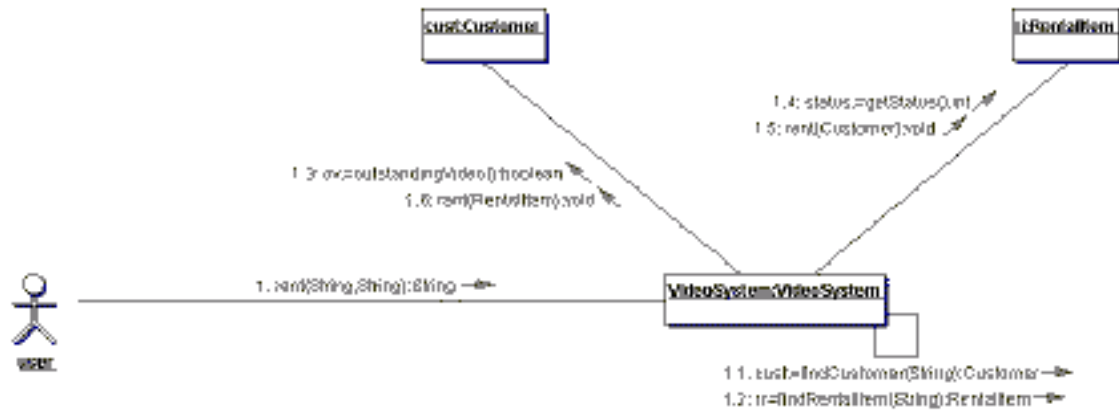 cust:Customer
ri:RentalItem
1.4: status:=getStatus():int
1.5: rent(Customer):void
1.3: ov:=outstandingVideo():boolean
1.6: rent(RentalItem):void
1: rent(String,String):String
VideoSystem:VideoSystem
user
1.1: cust:=findCustomer(String):Customer
1.2: ri:=findRentalItem(String):RentalItem